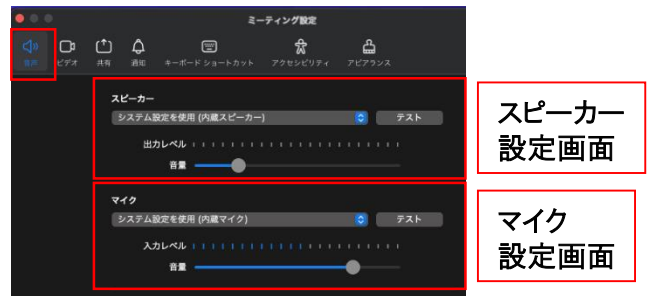 ミーティング設定
音声
ビデオ
共有
通知
キーボード ショートカット
アクセシビリティ
アピアランス
スピーカー
システム設定を使用 (内蔵スピーカー)
テスト
出力レベル
音量
マイク
システム設定を使用 (内蔵マイク)
テスト
入力レベル
音量
スピーカー
設定画面
マイク
設定画面